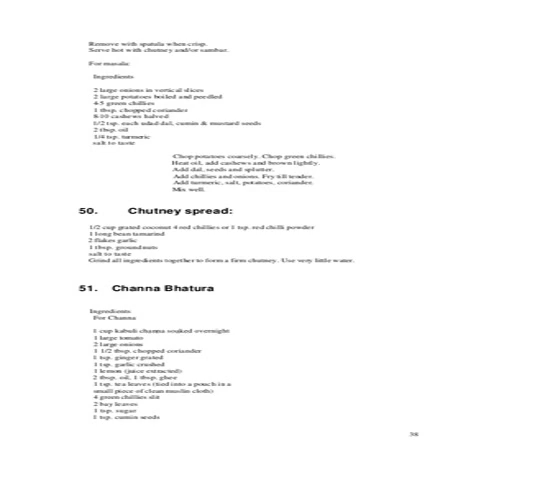 Remove with spatula when crisp.
Serve hot with chutney and/or sambar.
For masala:
Ingredients
2 large onions in vertical slices
2 large potatoes boiled and peedled
4-5 green chillies
1 tbsp. chopped coriander
8-10 cashews halved
1/2 tsp. each udad dal, cumin & mustard seeds
2 tbsp. oil
1/4 tsp. turmeric
salt to taste
Chop potatoes coarsely. Chop green chillies.
Heat oil, add cashews and brown lightly.
Add dal, seeds and splutter.
Add chillies and onions. Fry till tender.
Add turmeric, salt, potatoes, coriander.
Mix well.
50. Chutney spread:
1/2 cup grated coconut 4 red chillies or 1 tsp. red chilli powder
1 long bean tamarind
2 flakes garlic
1 tbsp. groundnuts
salt to taste
Grind all ingredients together to form a firm chutney. Use very little water.
51. Channa Bhatura
Ingredients
For Channa
1 cup kabuli channa soaked overnight
1 large tomato
2 large onions
1 1/2 tbsp. chopped coriander
1 tsp. ginger grated
1 tsp. garlic crushed
1 lemon (juice extracted)
2 tbsp. oil, 1 tbsp. ghee
1 tsp. tea leaves (tied into a pouch in a
small piece of clean muslin cloth)
4 green chillies slit
2 bay leaves
1 tsp. sugar
1 tsp. cumin seeds
38